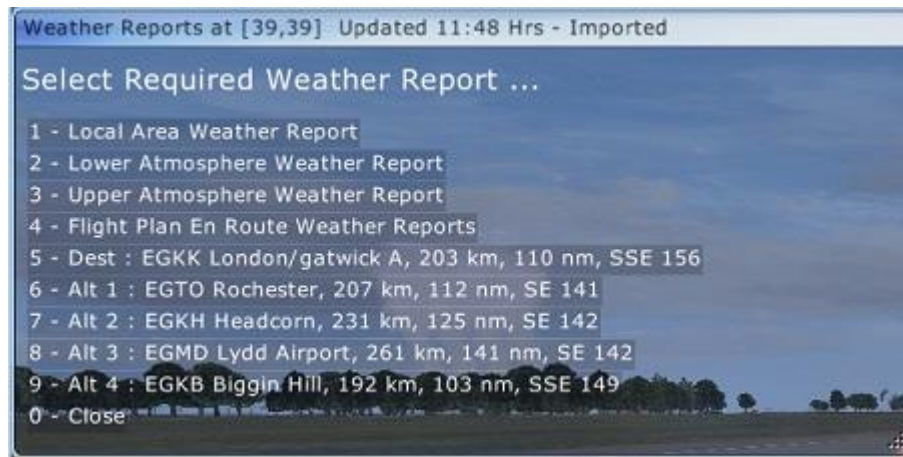 Weather Reports at [39,39] Updated 11:48 Hrs - Imported
Select Required Weather Report ...
1 - Local Area Weather Report
2 - Lower Atmosphere Weather Report
3 - Upper Atmosphere Weather Report
4 - Flight Plan En Route Weather Reports
5 - Dest : EGKK London/gatwick A, 203 km, 110 nm, SSE 156
6 - Alt 1 : EGTO Rochester, 207 km, 112 nm, SE 141
7 - Alt 2 : EGKH Headcorn, 231 km, 125 nm, SE 142
8 - Alt 3 : EGMD Lydd Airport, 261 km, 141 nm, SE 142
9 - Alt 4 : EGKB Biggin Hill, 192 km, 103 nm, SSE 149
0 - Close